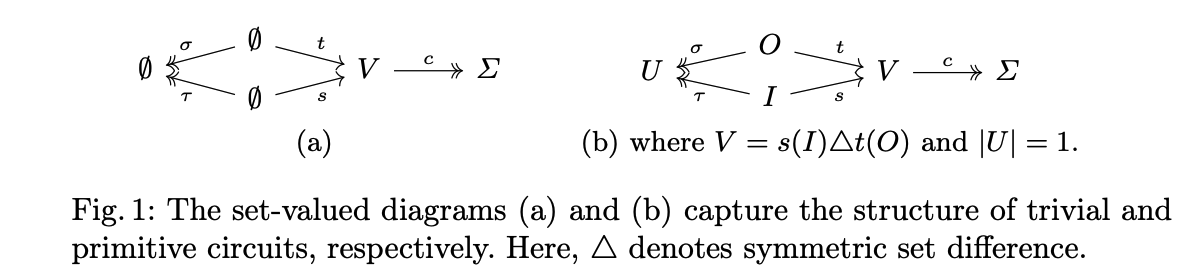 ∅ σ τ ∅ ∅ t s V c Σ
(a)
U σ τ O I t s V c Σ
(b) where V = s(I)△t(O) and |U| = 1.
Fig. 1: The set-valued diagrams (a) and (b) capture the structure of trivial and
primitive circuits, respectively. Here, △ denotes symmetric set difference.